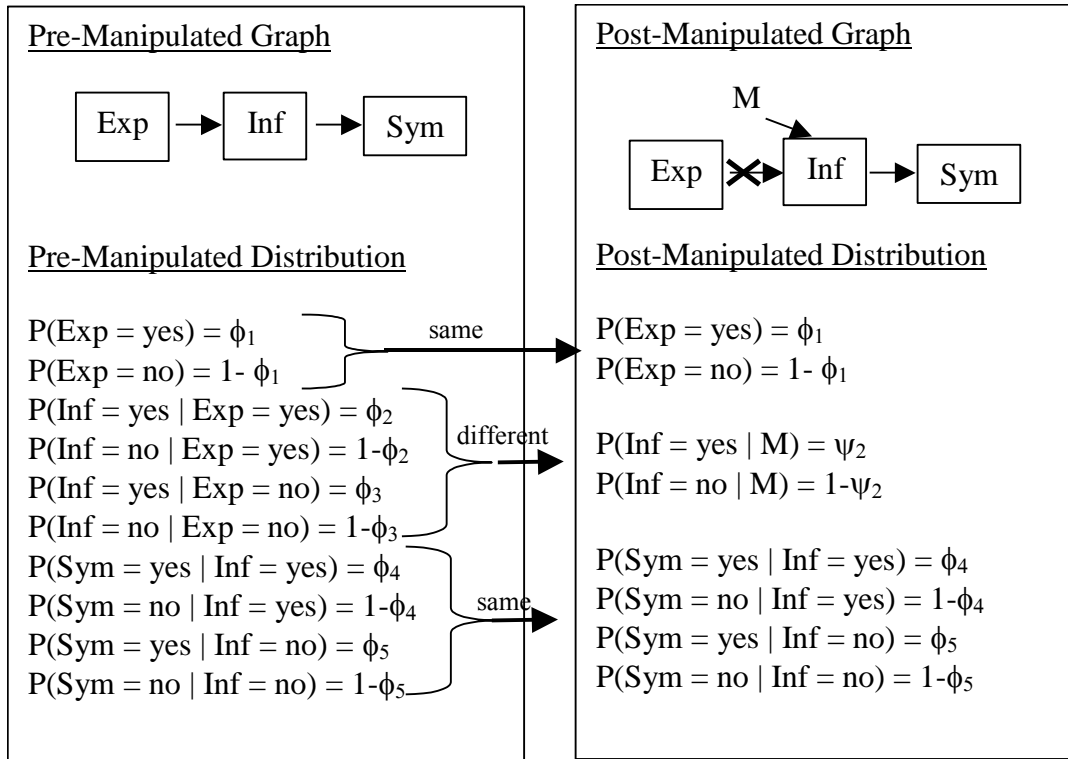 Pre-Manipulated Graph
Exp Inf Sym
Pre-Manipulated Distribution
P(Exp = yes) = ϕ1
P(Exp = no) = 1- ϕ1
P(Inf = yes | Exp = yes) = ϕ2
P(Inf = no | Exp = yes) = 1-ϕ2
P(Inf = yes | Exp = no) = ϕ3
P(Inf = no | Exp = no) = 1-ϕ3
P(Sym = yes | Inf = yes) = ϕ4
P(Sym = no | Inf = yes) = 1-ϕ4
P(Sym = yes | Inf = no) = ϕ5
P(Sym = no | Inf = no) = 1-ϕ5
same
different
same
Post-Manipulated Graph
M
Exp Inf Sym
Post-Manipulated Distribution
P(Exp = yes) = ϕ1
P(Exp = no) = 1- ϕ1
P(Inf = yes | M) = ψ2
P(Inf = no | M) = 1-ψ2
P(Sym = yes | Inf = yes) = ϕ4
P(Sym = no | Inf = yes) = 1-ϕ4
P(Sym = yes | Inf = no) = ϕ5
P(Sym = no | Inf = no) = 1-ϕ5